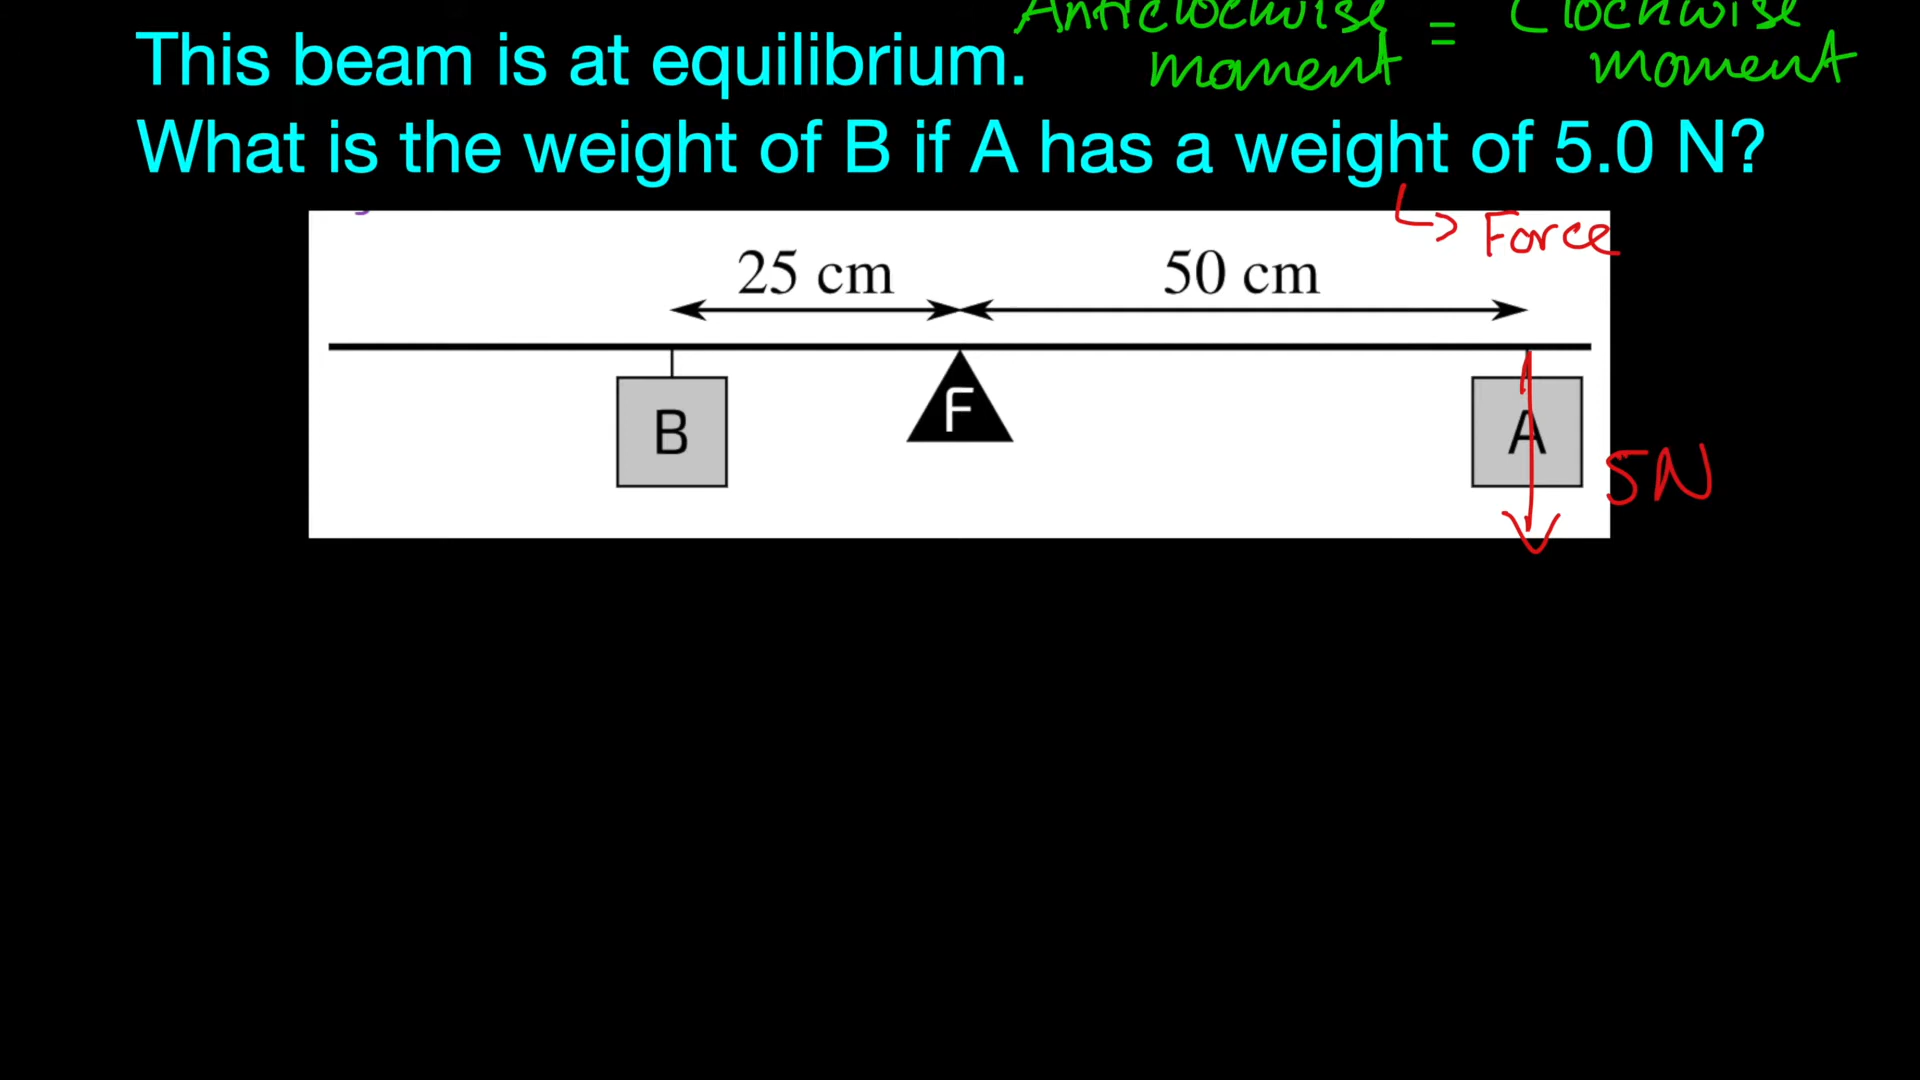 Anticlockwise = Clockwise
This beam is at equilibrium. moment moment
What is the weight of B if A has a weight of 5.0 N?
↳ Force
25 cm 50 cm
B F A
5N